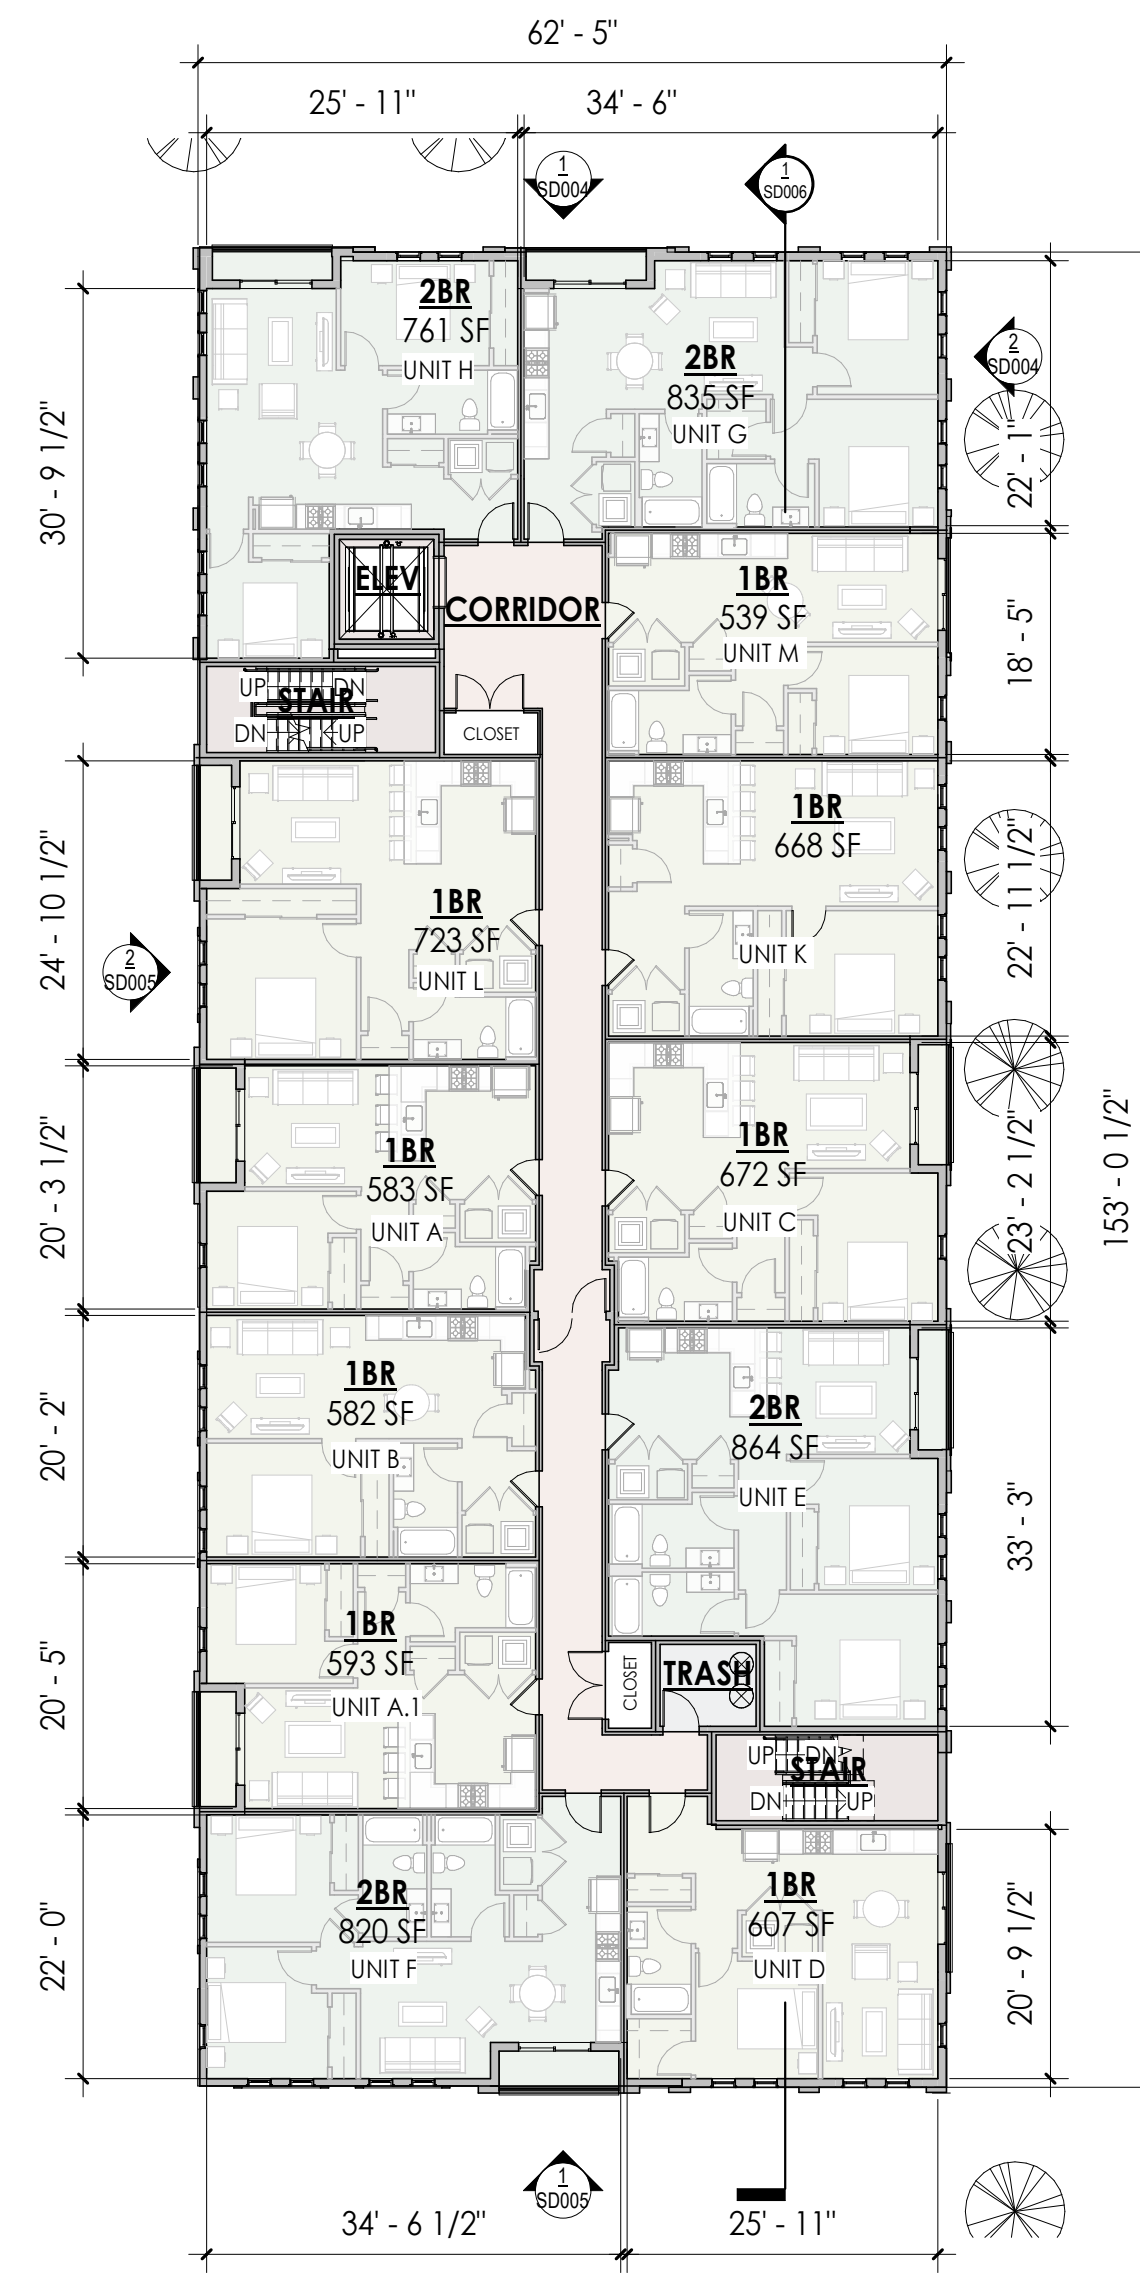 62' - 5"
25' - 11"
34' - 6"
1
SD004
1
SD006
2BR
761 SF
UNIT H
2BR
835 SF
UNIT G
2
SD004
30' - 9 1/2"
22' - 1"
ELEV
CORRIDOR
1BR
539 SF
UNIT M
18' - 5"
UP
DN
STAIR
DN
UP
CLOSET
1BR
668 SF
UNIT K
24' - 10 1/2"
22' - 11 1/2"
1BR
723 SF
UNIT L
2
SD005
1BR
583 SF
UNIT A
20' - 3 1/2"
1BR
672 SF
UNIT C
23' - 2 1/2"
153' - 0 1/2"
1BR
582 SF
UNIT B
20' - 2"
2BR
864 SF
UNIT E
33' - 3"
1BR
593 SF
UNIT A.1
20' - 5"
CLOSET
TRASH
UP
DN
STAIR
DN
UP
2BR
820 SF
UNIT F
22' - 0"
1BR
607 SF
UNIT D
20' - 9 1/2"
1
SD005
34' - 6 1/2"
25' - 11"